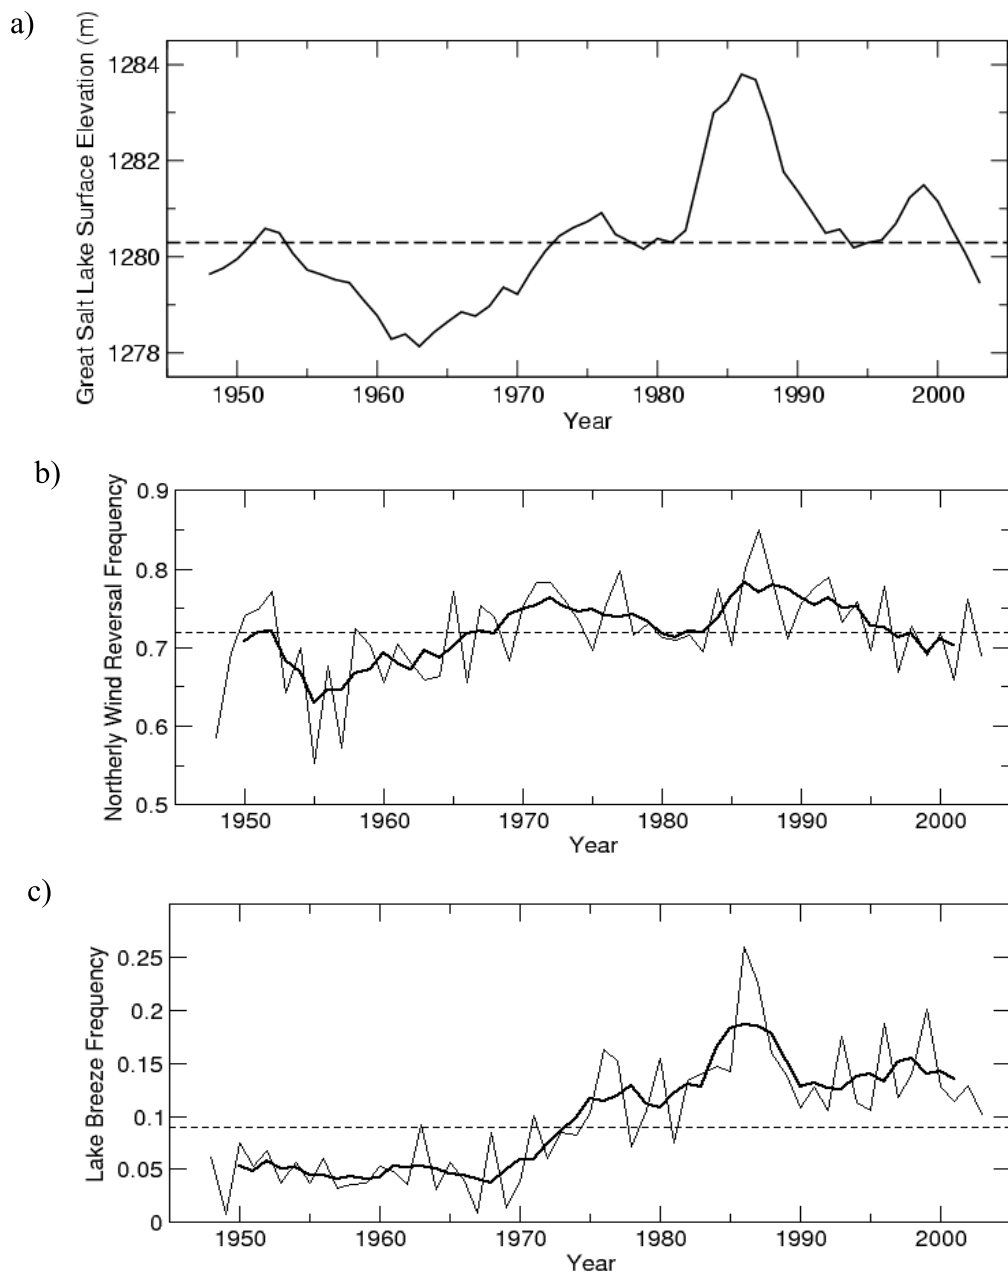 a)
Great Salt Lake Surface Elevation (m)
1284
1282
1280
1278
1950 1960 1970 1980 1990 2000
Year
b)
Northerly Wind Reversal Frequency
0.9
0.8
0.7
0.6
0.5
1950 1960 1970 1980 1990 2000
Year
c)
Lake Breeze Frequency
0.25
0.2
0.15
0.1
0.05
0
1950 1960 1970 1980 1990 2000
Year